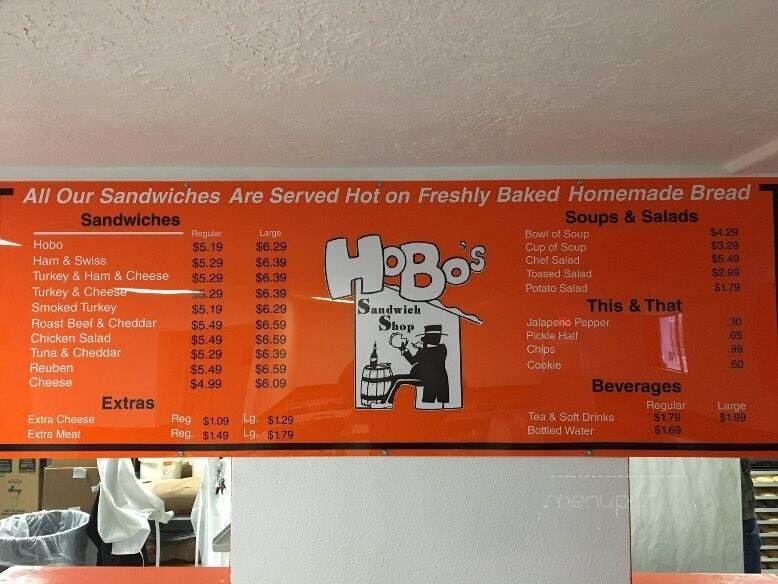 All Our Sandwiches Are Served Hot on Freshly Baked Homemade Bread
Sandwiches
Regular Large
Hobo $5.19 $6.29
Ham & Swiss $5.29 $6.39
Turkey & Ham & Cheese $5.29 $6.39
Turkey & Cheese $5.29 $6.39
Smoked Turkey $5.19 $6.29
Roast Beef & Cheddar $5.49 $6.59
Chicken Salad $5.49 $6.59
Tuna & Cheddar $5.29 $6.39
Reuben $5.49 $6.59
Cheese $4.99 $6.09
Extras
Extra Cheese Reg $1.09 Lg. $1.29
Extra Meat Reg. $1.49 Lg. $1.79
HoBo's
Sandwich
Shop
Soups & Salads
Bowl of Soup $4.29
Cup of Soup $3.29
Chef Salad $5.49
Tossed Salad $2.99
Potato Salad $1.79
This & That
Jalapeno Pepper .30
Pickle Half .65
Chips .99
Cookie .60
Beverages
Regular Large
Tea & Soft Drinks $1.79 $1.99
Bottled Water $1.69